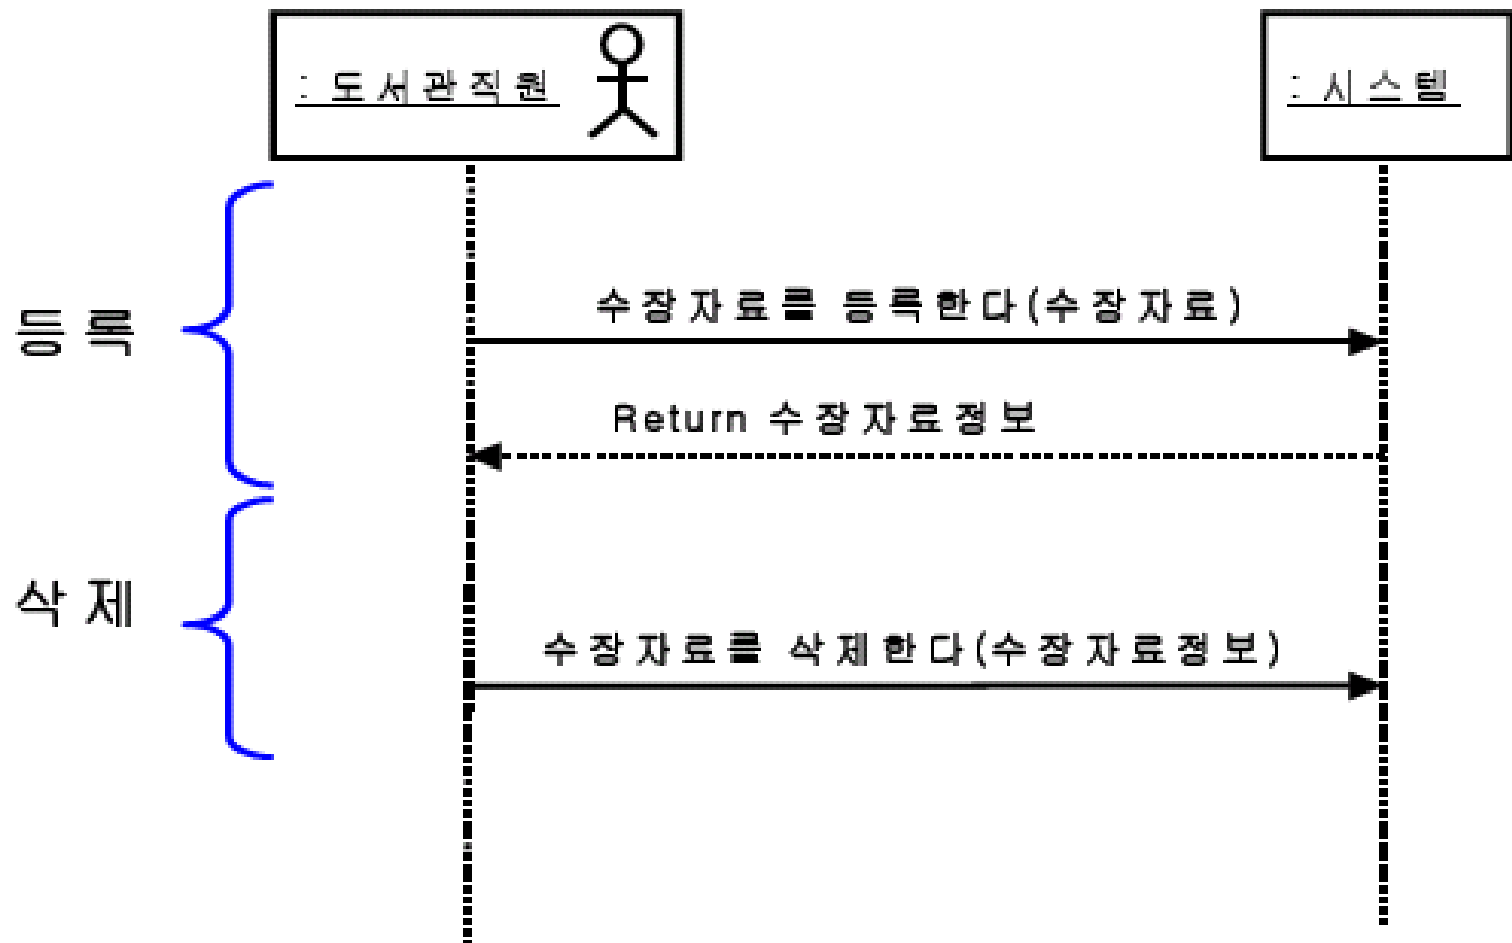 : 도서관직원
: 시스템
등록
수장자료를 등록한다(수장자료)
Return 수장자료정보
삭제
수장자료를 삭제한다(수장자료정보)